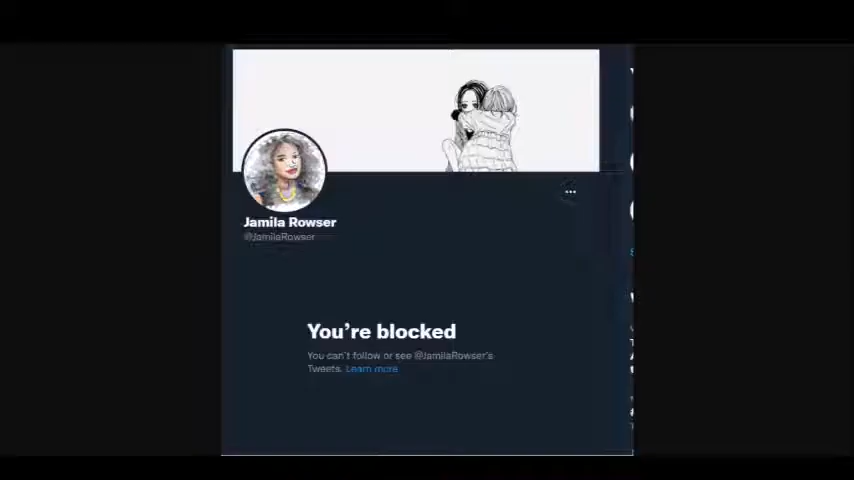 Jamila Rowser
@JamilaRowser
You're blocked
You can't follow or see @JamilaRowser's
Tweets. Learn more